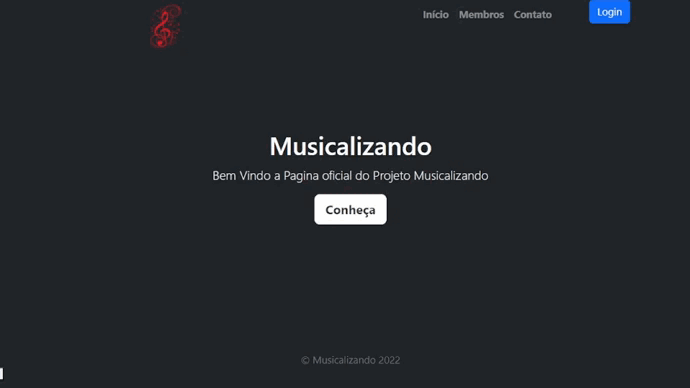 Início Membros Contato Login
Musicalizando
Bem Vindo a Pagina oficial do Projeto Musicalizando
Conheça
© Musicalizando 2022